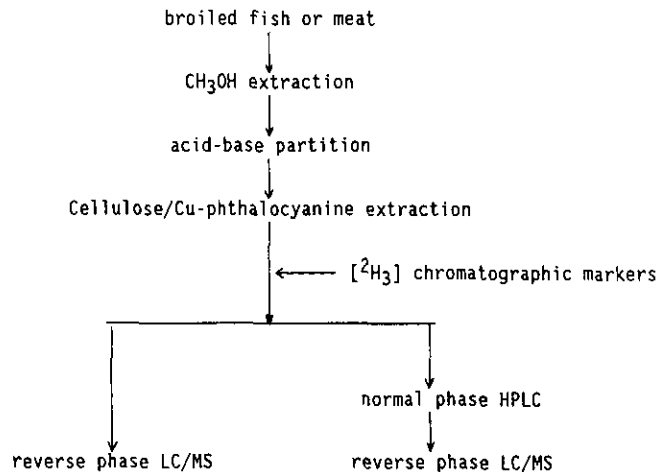 broiled fish or meat
CH₃OH extraction
acid-base partition
Cellulose/Cu-phthalocyanine extraction
[²H₃] chromatographic markers
normal phase HPLC
reverse phase LC/MS reverse phase LC/MS